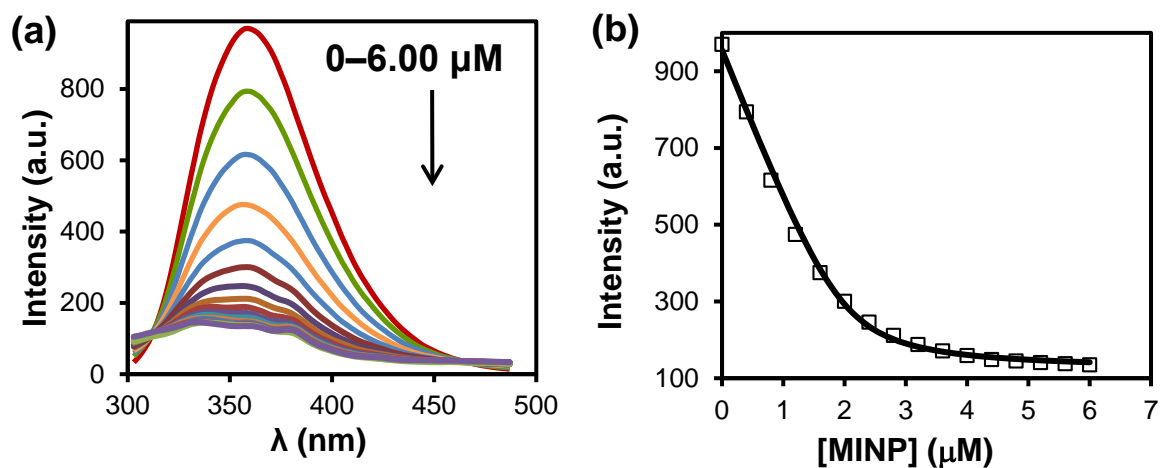 (a)
0–6.00 µM
Intensity (a.u.)
800
600
400
200
0
300 350 400 450 500
λ (nm)
(b)
Intensity (a.u.)
900
700
500
300
100
0 1 2 3 4 5 6 7
[MINP] (μM)